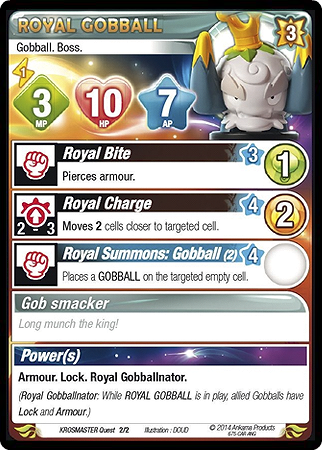 ROYAL GOBBALL
3
Gobball. Boss.
1
3
MP
10
HP
7
AP
Royal Bite
3
1
Pierces armour.
Royal Charge
4
2
2 - 3
Moves 2 cells closer to targeted cell.
Royal Summons: Gobball (2)
4
Places a GOBBALL on the targeted empty cell.
Gob smacker
Long munch the king!
Power(s)
Armour. Lock. Royal Gobballnator.
(Royal Gobballnator: While ROYAL GOBBALL is in play, allied Gobballs have
Lock and Armour.)
KROSMASTER Quest 2/2
Illustration : DOUD
© 2014 Ankama Products
675-CAR-ANG